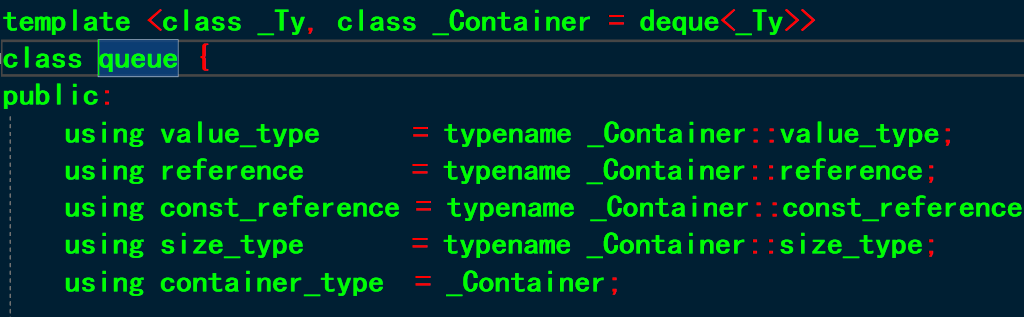 template <class _Ty, class _Container = deque<_Ty>>
class queue {
public:
    using value_type      = typename _Container::value_type;
    using reference       = typename _Container::reference;
    using const_reference = typename _Container::const_reference
    using size_type       = typename _Container::size_type;
    using container_type  = _Container;